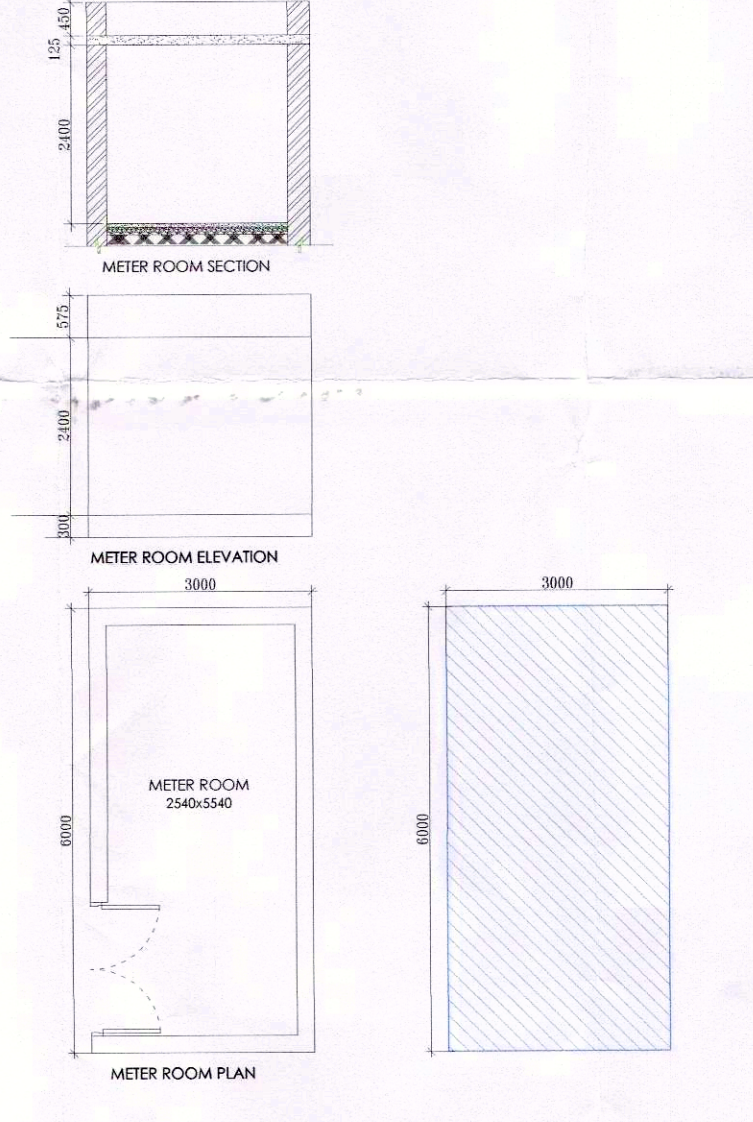 450
125
2400
METER ROOM SECTION
575
2400
300
METER ROOM ELEVATION
3000
3000
METER ROOM
2540x5540
6000
6000
METER ROOM PLAN